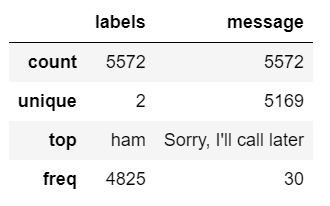 labels message
count 5572 5572
unique 2 5169
top ham Sorry, I'll call later
freq 4825 30